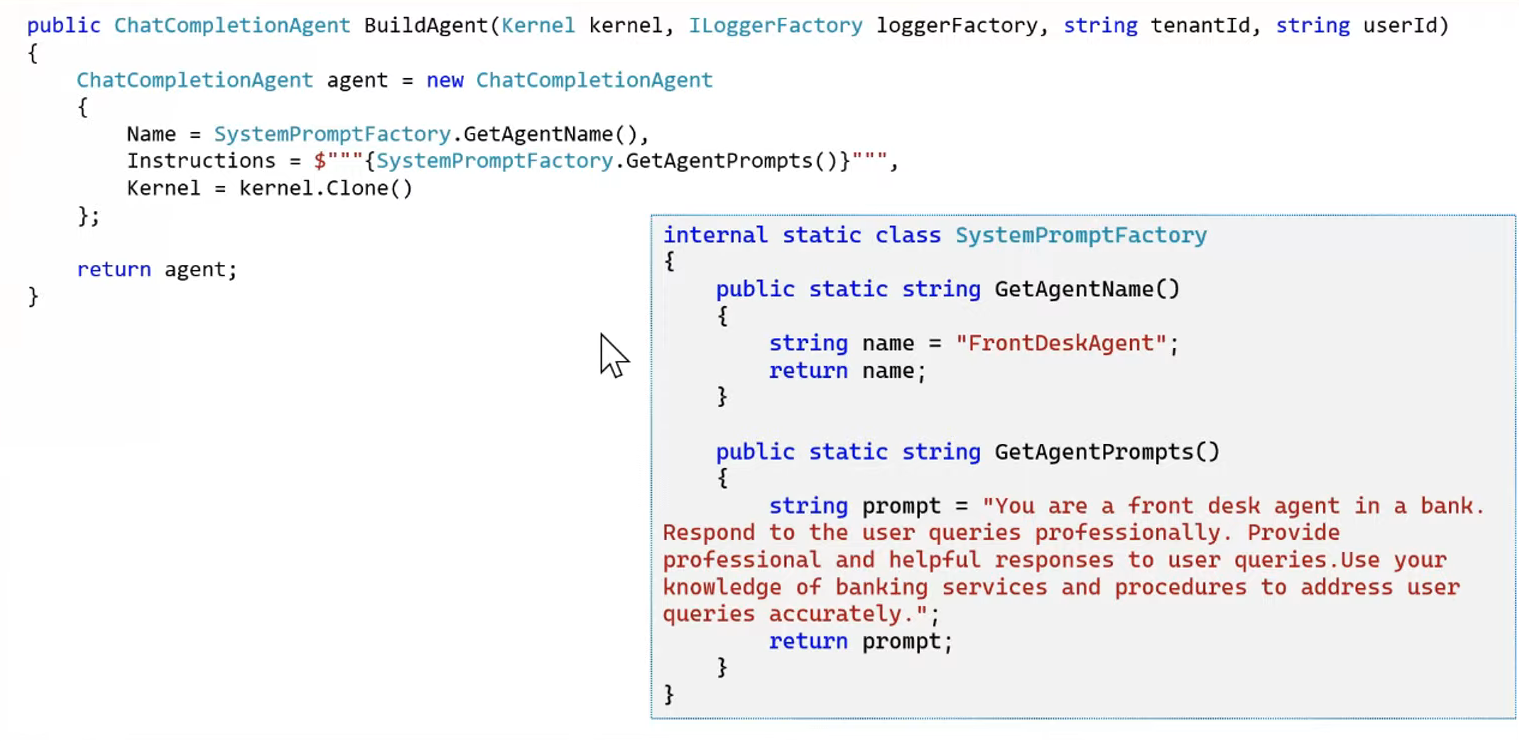 public ChatCompletionAgent BuildAgent(Kernel kernel, ILoggerFactory loggerFactory, string tenantId, string userId)
{
    ChatCompletionAgent agent = new ChatCompletionAgent
    {
        Name = SystemPromptFactory.GetAgentName(),
        Instructions = $"""{SystemPromptFactory.GetAgentPrompts()}""",
        Kernel = kernel.Clone()
    };
    return agent;
}
internal static class SystemPromptFactory
{
    public static string GetAgentName()
    {
        string name = "FrontDeskAgent";
        return name;
    }
    public static string GetAgentPrompts()
    {
        string prompt = "You are a front desk agent in a bank.
Respond to the user queries professionally. Provide
professional and helpful responses to user queries.Use your
knowledge of banking services and procedures to address user
queries accurately.";
        return prompt;
    }
}